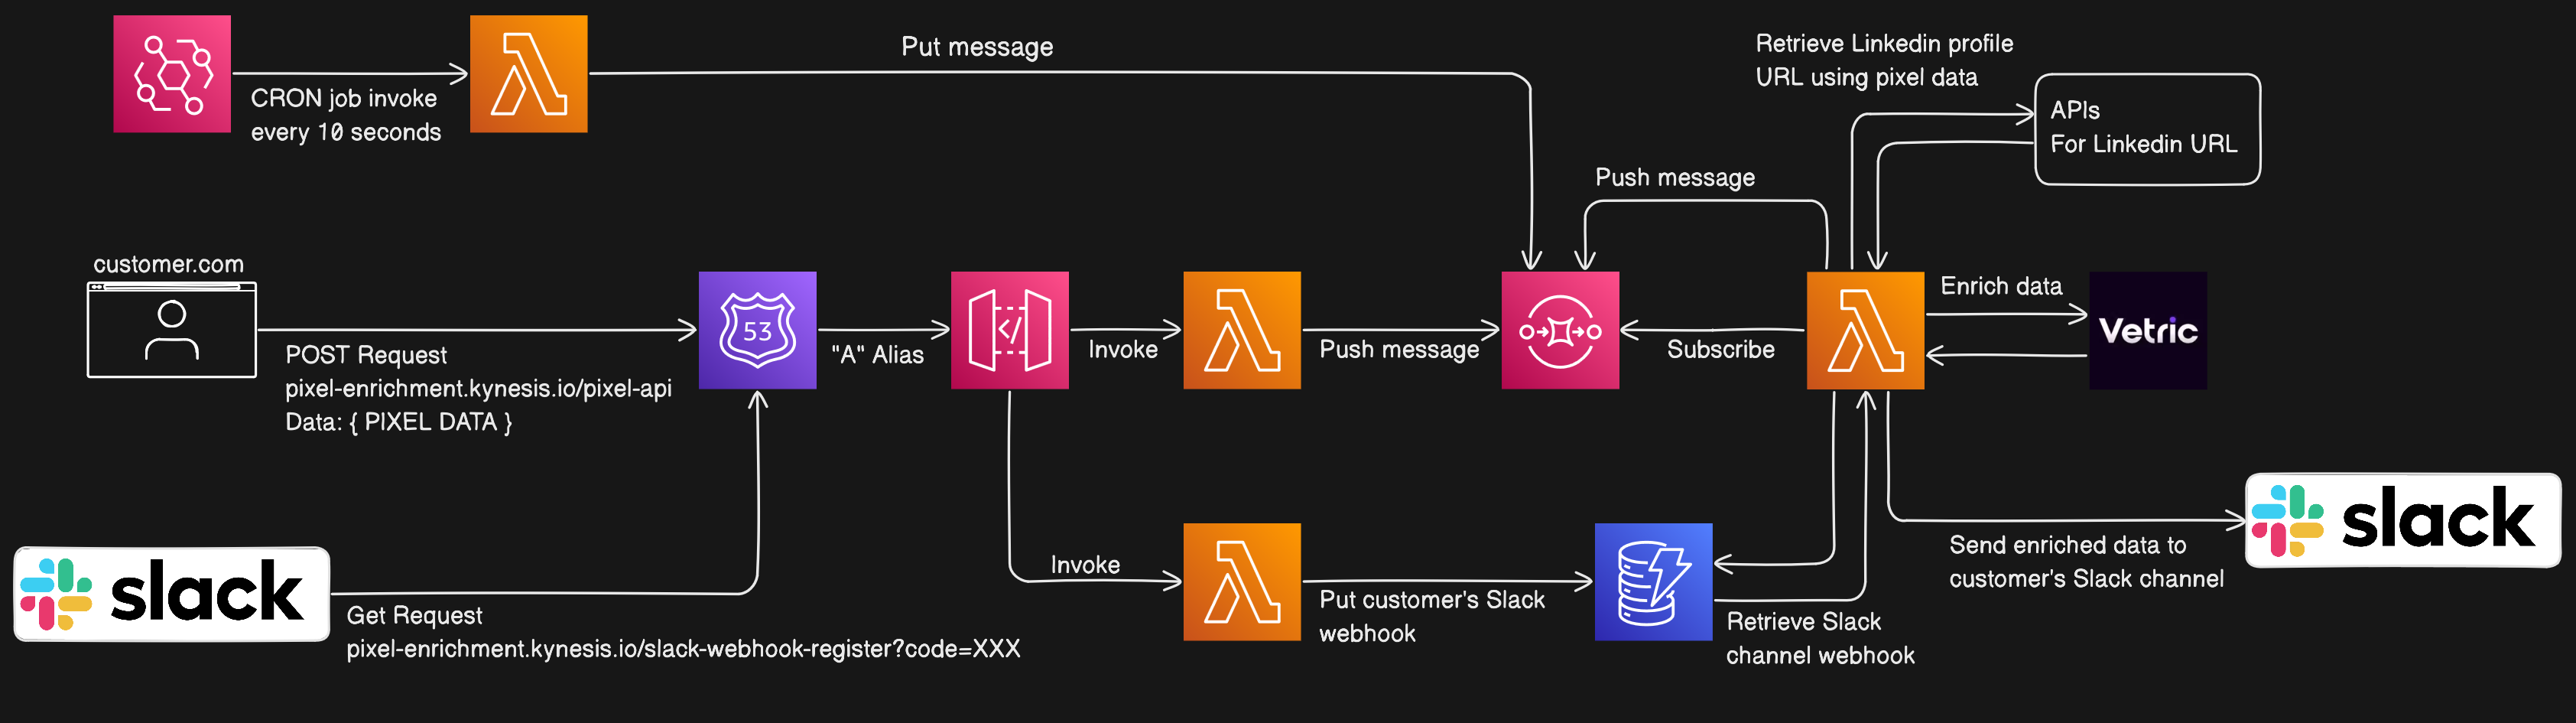 Put message
Retrieve Linkedin profile
URL using pixel data
CRON job invoke
every 10 seconds
APIs
For Linkedin URL
Push message
customer.com
POST Request
pixel-enrichment.kynesis.io/pixel-api
Data: { PIXEL DATA }
53
"A" Alias
Invoke
Push message
Subscribe
Enrich data
Vetric
slack
Get Request
pixel-enrichment.kynesis.io/slack-webhook-register?code=XXX
Invoke
Put customer's Slack
webhook
Retrieve Slack
channel webhook
Send enriched data to
customer's Slack channel
slack